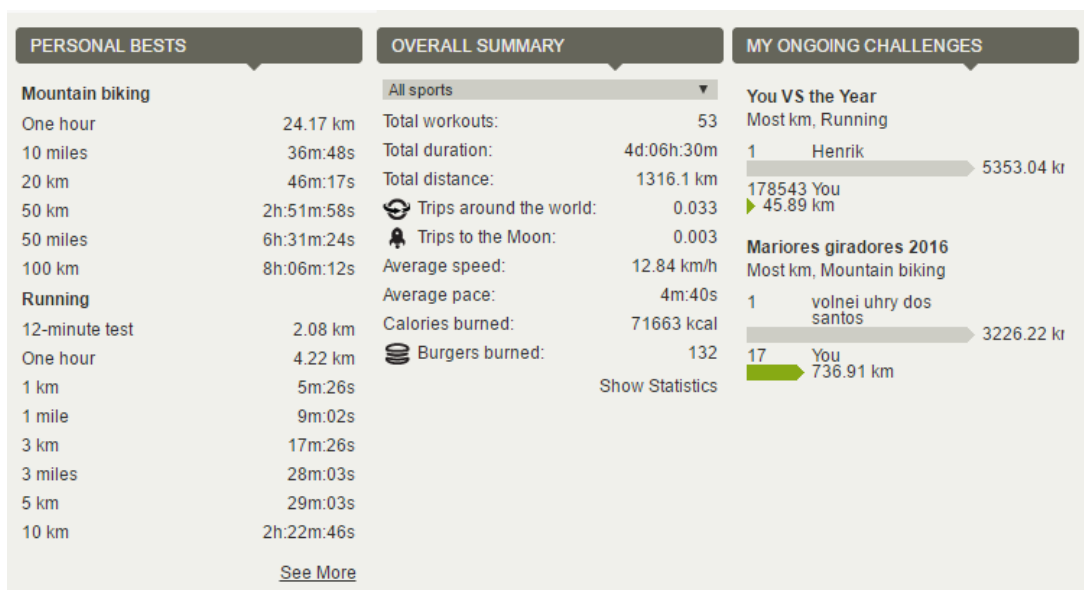 PERSONAL BESTS
Mountain biking
One hour 24.17 km
10 miles 36m:48s
20 km 46m:17s
50 km 2h:51m:58s
50 miles 6h:31m:24s
100 km 8h:06m:12s
Running
12-minute test 2.08 km
One hour 4.22 km
1 km 5m:26s
1 mile 9m:02s
3 km 17m:26s
3 miles 28m:03s
5 km 29m:03s
10 km 2h:22m:46s
See More
OVERALL SUMMARY
All sports
Total workouts: 53
Total duration: 4d:06h:30m
Total distance: 1316.1 km
Trips around the world: 0.033
Trips to the Moon: 0.003
Average speed: 12.84 km/h
Average pace: 4m:40s
Calories burned: 71663 kcal
Burgers burned: 132
Show Statistics
MY ONGOING CHALLENGES
You VS the Year
Most km, Running
1 Henrik
5353.04 k
178543 You
45.89 km
Mariores giradores 2016
Most km, Mountain biking
1 volnei uhry dos
santos
3226.22 k
17 You
736.91 km